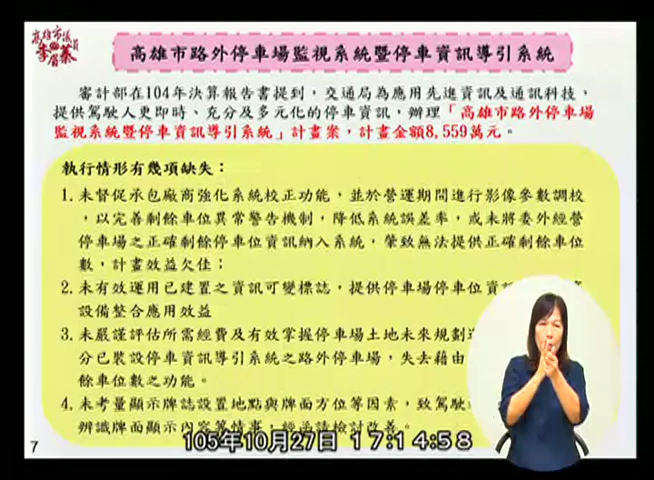 高雄市議員
李眉蓁
高雄市路外停車場監視系統暨停車資訊導引系統
審計部在104年決算報告書提到，交通局為應用先進資訊及通訊科技、
提供駕駛人更即時、充分及多元化的停車資訊，辦理「高雄市路外停車場
監視系統暨停車資訊導引系統」計畫案，計畫金額8,559萬元。
執行情形有幾項缺失：
1. 未督促承包廠商強化系統校正功能，並於營運期間進行影像參數調校
，以完善剩餘車位異常警告機制，降低系統誤差率，或未將委外經營
停車場之正確剩餘停車位資訊納入系統，肇致無法提供正確剩餘車位
數，計畫效益欠佳；
2. 未有效運用已建置之資訊可變標誌，提供停車場停車位資
設備整合應用效益
3. 未嚴謹評估所需經費及有效掌握停車場土地未來規劃
分已裝設停車資訊導引系統之路外停車場，失去藉由
餘車位數之功能。
4. 未考量顯示牌誌設置地點與牌面方位等因素，致駕駛
辨識牌面顯示內容等情事，經函請檢討改善。
105年10月27日 17:14:58
7